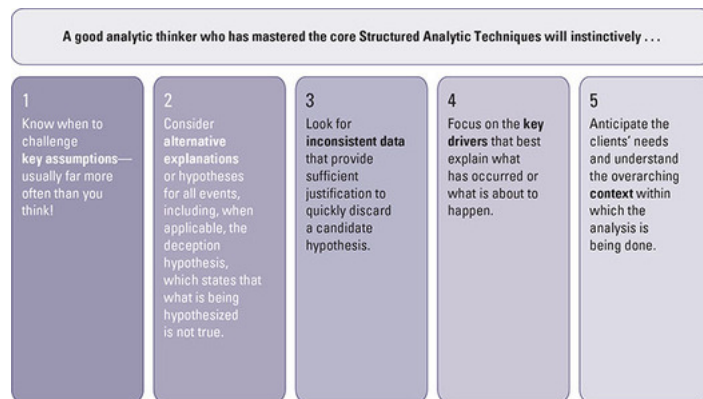 A good analytic thinker who has mastered the core Structured Analytic Techniques will instinctively . . .
1
Know when to
challenge
key assumptions—
usually far more
often than you
think!
2
Consider
alternative
explanations
or hypotheses
for all events,
including, when
applicable, the
deception
hypothesis,
which states that
what is being
hypothesized
is not true.
3
Look for
inconsistent data
that provide
sufficient
justification to
quickly discard
a candidate
hypothesis.
4
Focus on the key
drivers that best
explain what
has occurred or
what is about to
happen.
5
Anticipate the
clients’ needs
and understand
the overarching
context within
which the
analysis is
being done.